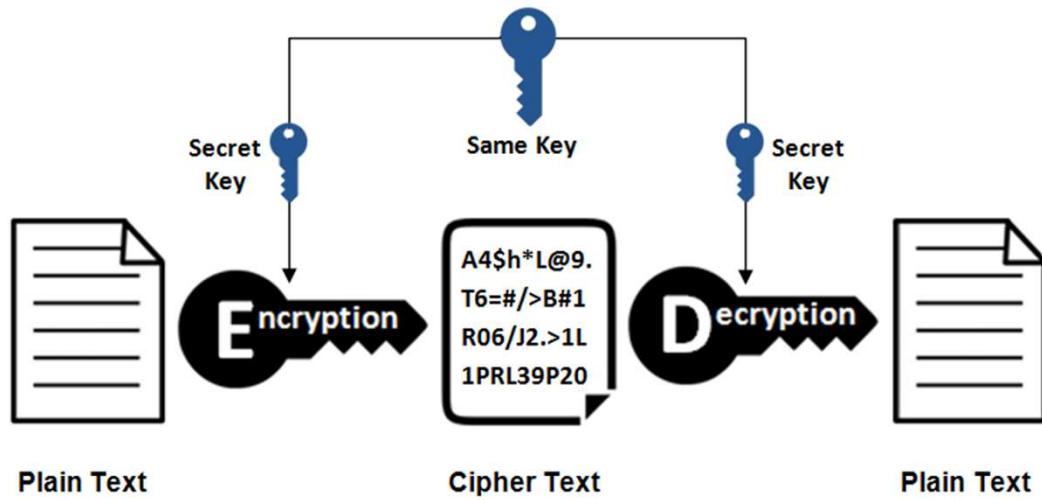 Same Key
Secret
Key
Secret
Key
A4$h*L@9.
T6=#/>B#1
R06/J2.>1L
1PRL39P20
Encryption
Decryption
Plain Text
Cipher Text
Plain Text